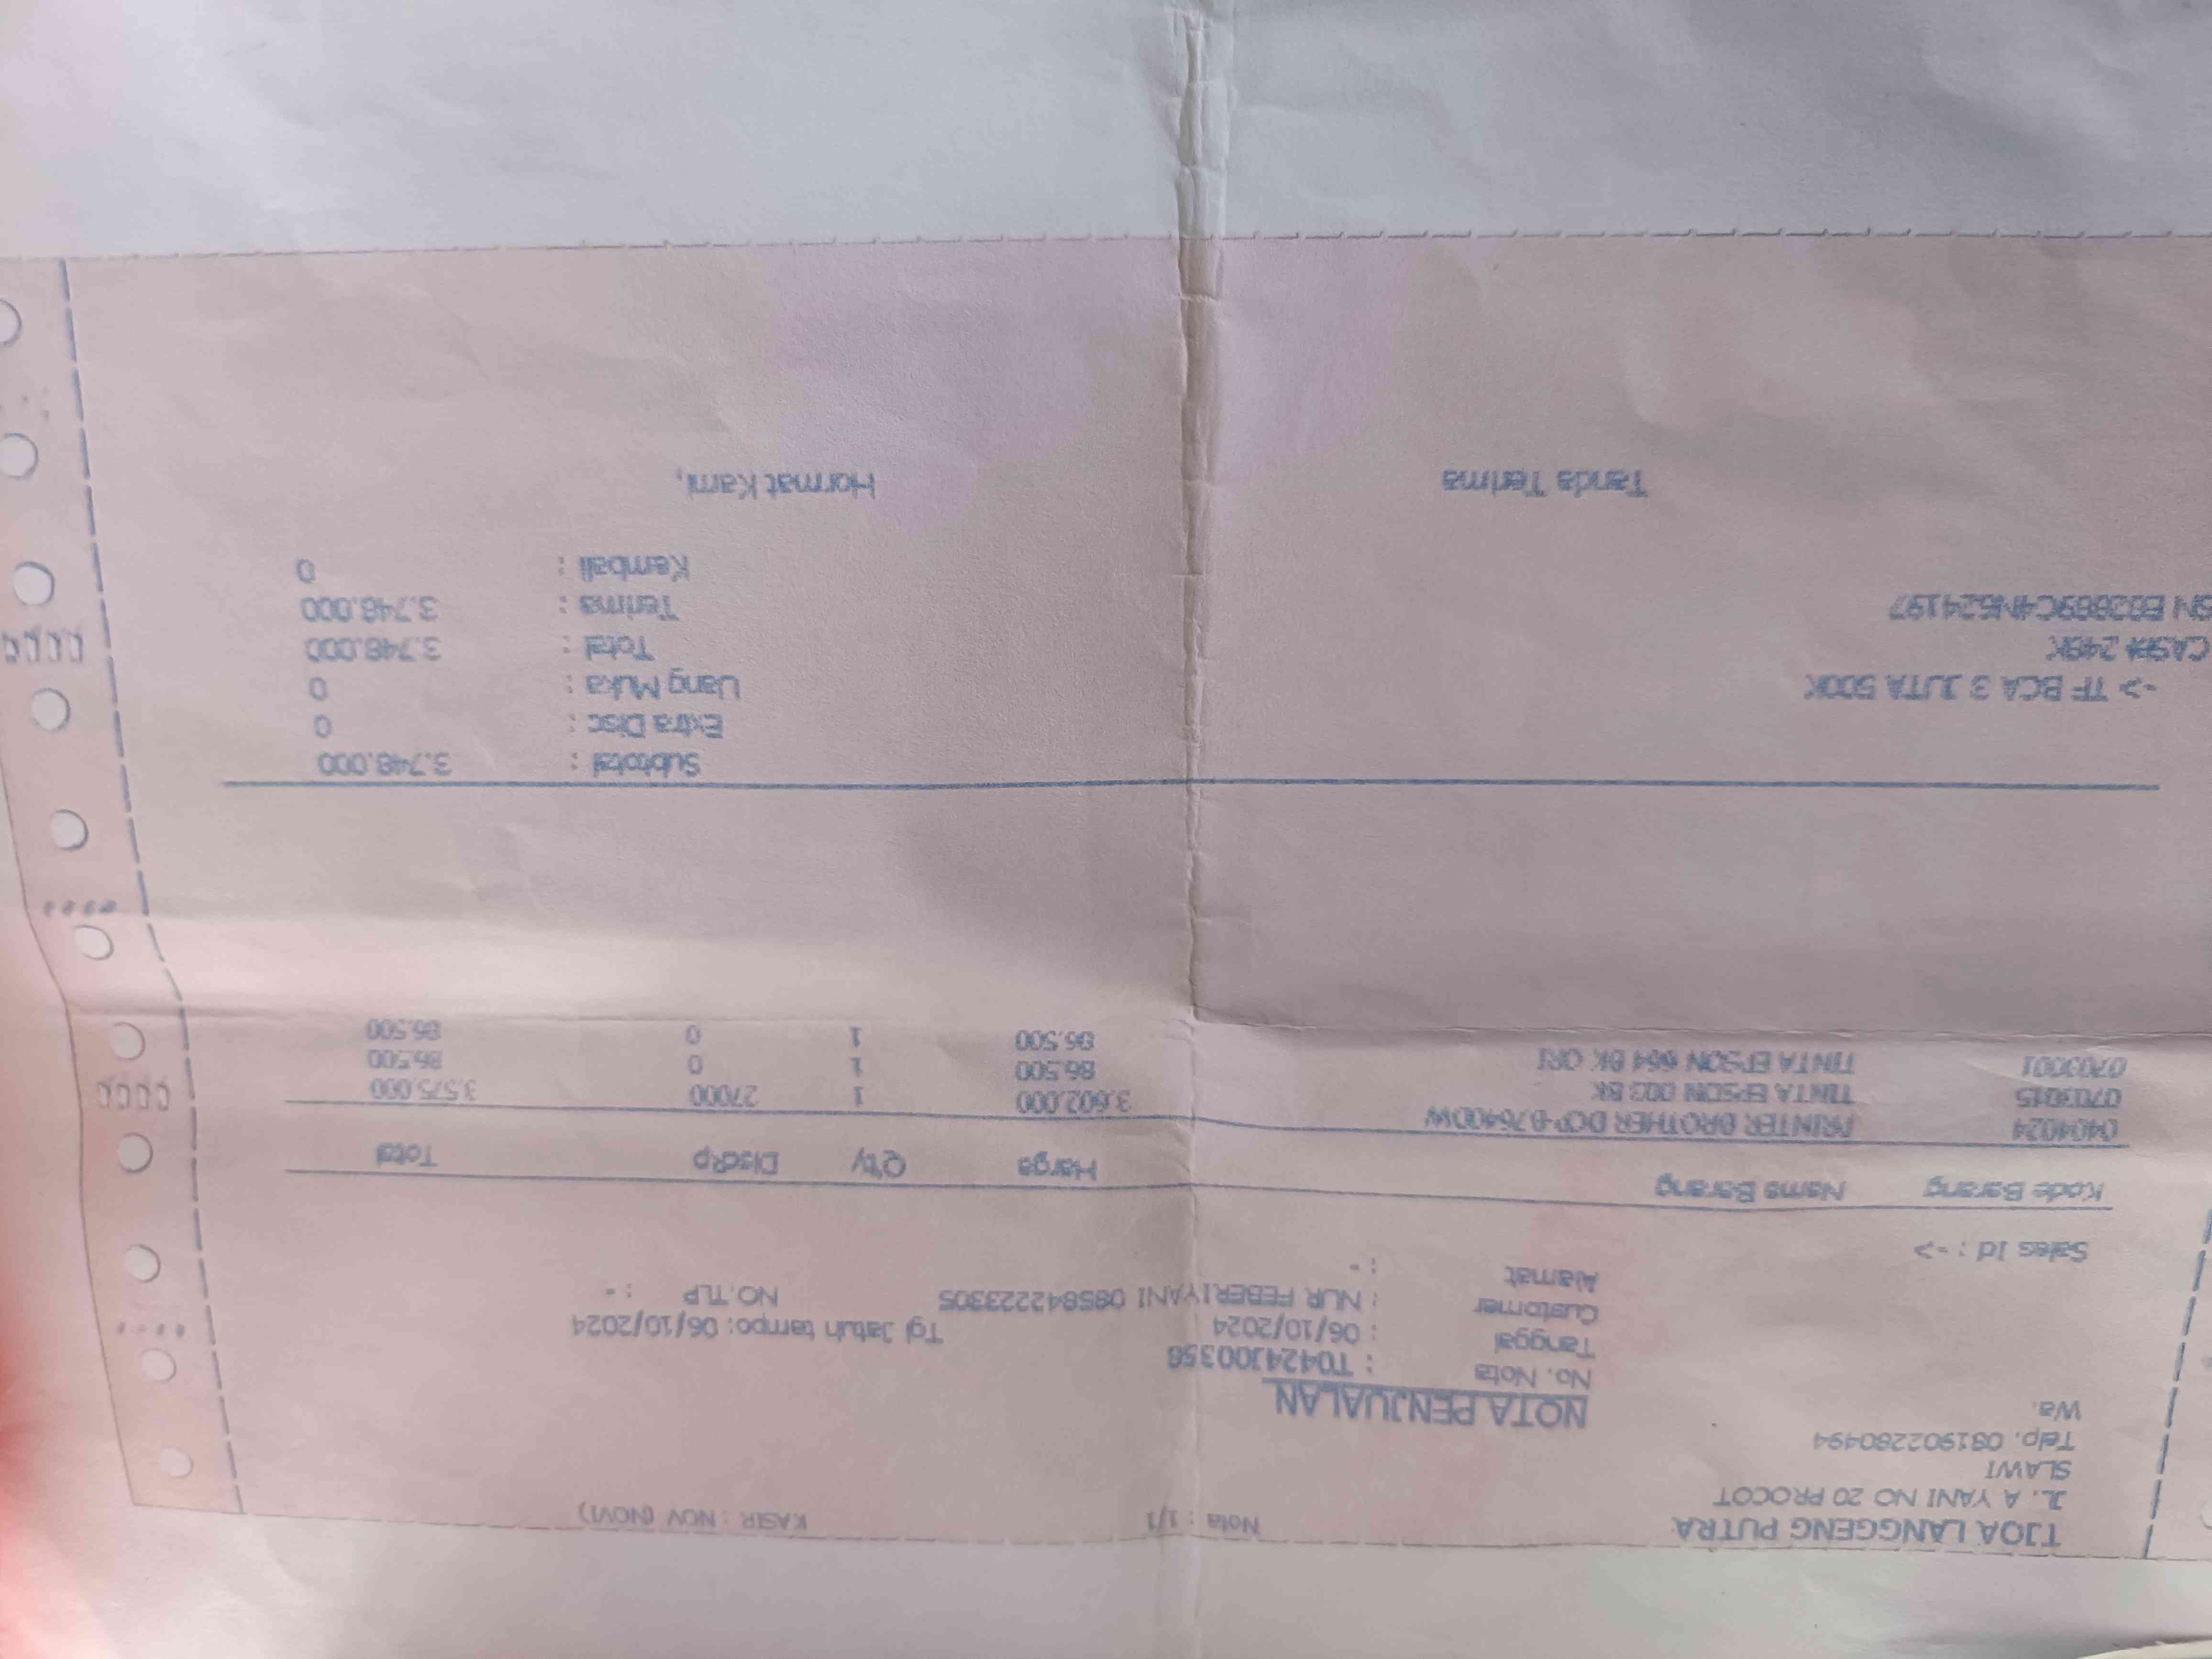 TJOA LANGGENG PUTRA Nota : 1/1 KASIR : NOV (NOVI)
JL. A YANI NO 20 PROCOT
SLAWI
Telp. 081902280494
Wa.
NOTA PENJUALAN
No. Nota : T0424J00358
Tanggal : 06/10/2024 Tgl Jatuh tempo: 06/10/2024
Customer : NUR FEBERIYANI 085842223305 NO.TLP : -
Alamat : -
Sales Id : ->
Kode Barang Nama Barang Harga Q'ty DiscRp Total
0404024 PRINTER BROTHER DCP-B7640DW 3.602.000 1 27000 3.575.000
0703015 TINTA EPSON 003 BK 86.500 1 0 86.500
0703001 TINTA EPSON 664 BK ORI 86.500 1 0 86.500
Subtotal : 3.748.000
Extra Disc : 0
-> TF BCA 3 JUTA 500K Uang Muka : 0
CASH 248K Total : 3.748.000
SN Terima : 3.748.000
Kembali : 0
Tanda Terima Hormat Kami,